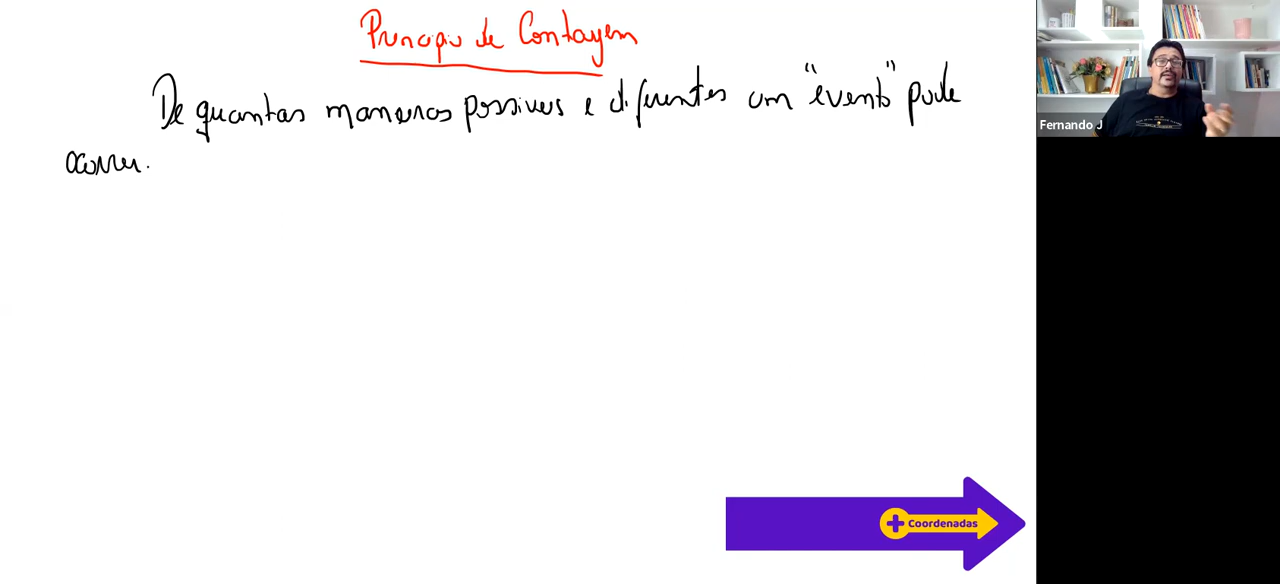 Princípio de Contagem
De quantas maneiras possíveis e diferentes um "evento" pode
ocorrer.
Fernando J
Coordenadas